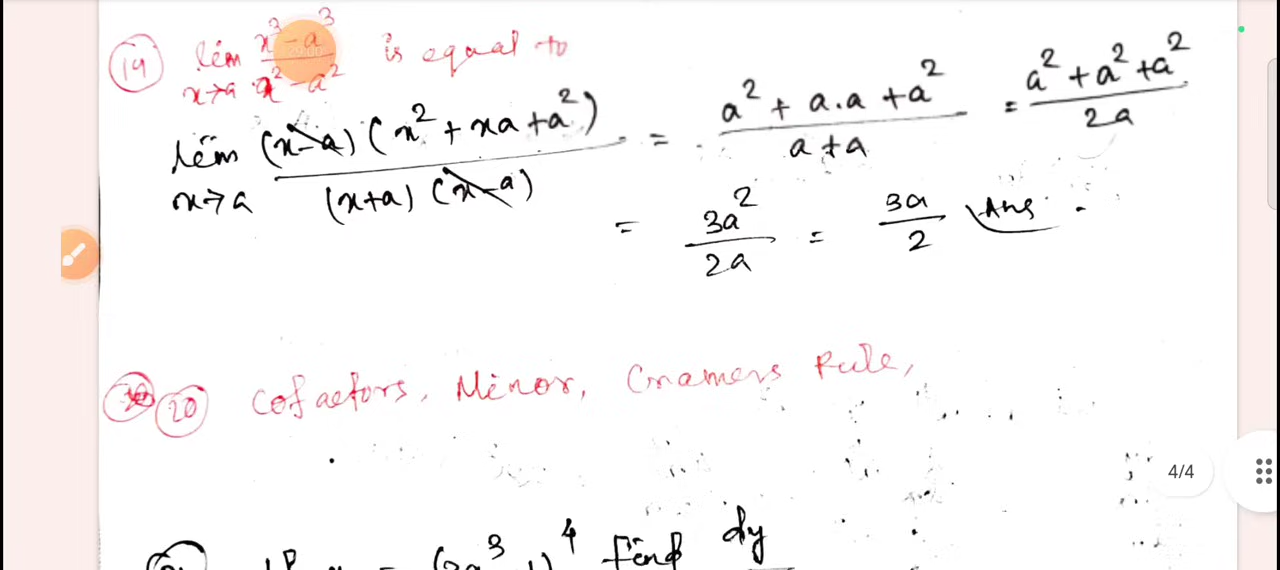 (19) lim x³-a³ / x²-a² is equal to
x→a
lim (x-a) (x²+xa+a²) / (x+a) (x-a) = a²+a.a+a² / a+a = a²+a²+a² / 2a
x→a
= 3a² / 2a = 3a / 2 Ans.
(20) Cofactors, Minor, Cramers Rule,
4/4
find dy